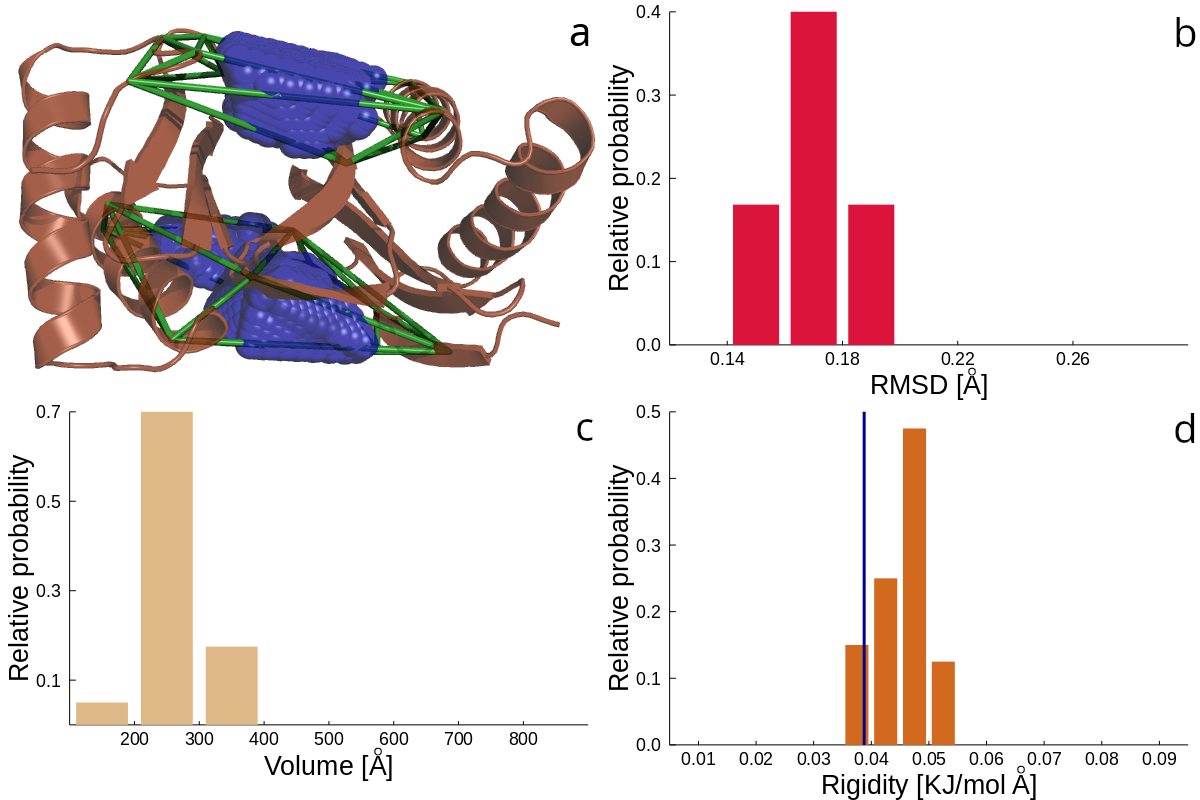 a
b
Relative probability
0.4
0.3
0.2
0.1
0.0
0.14 0.18 0.22 0.26
RMSD [Å]
c
Relative probability
0.7
0.5
0.3
0.1
200 300 400 500 600 700 800
Volume [Å]
d
Relative probability
0.5
0.4
0.3
0.2
0.1
0.0
0.01 0.02 0.03 0.04 0.05 0.06 0.07 0.08 0.09
Rigidity [KJ/mol Å]